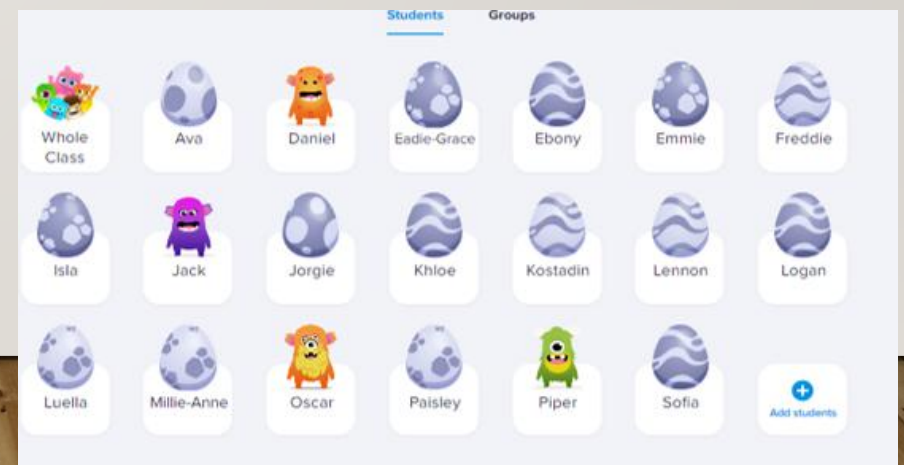 Students Groups
Whole Class
Ava
Daniel
Eadie-Grace
Ebony
Emmie
Freddie
Isla
Jack
Jorgie
Khloe
Kostadin
Lennon
Logan
Luella
Millie-Anne
Oscar
Paisley
Piper
Sofia
Add students